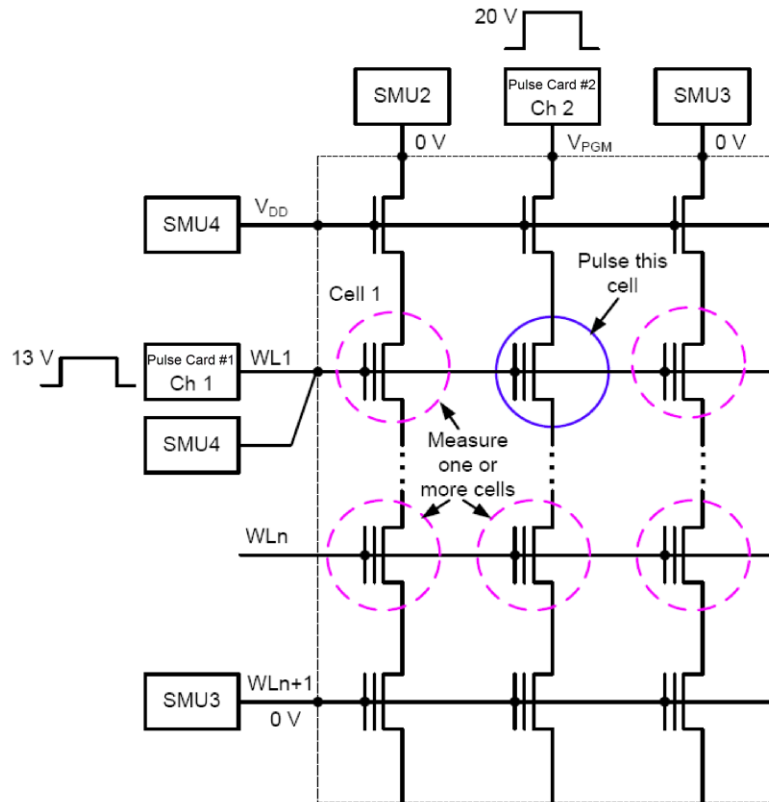 20 V
SMU2
Pulse Card #2
Ch 2
SMU3
0 V
VPGM
0 V
SMU4
VDD
Pulse this
cell
Cell 1
13 V
Pulse Card #1
Ch 1
WL1
SMU4
Measure
one or
more cells
WLn
SMU3
WLn+1
0 V